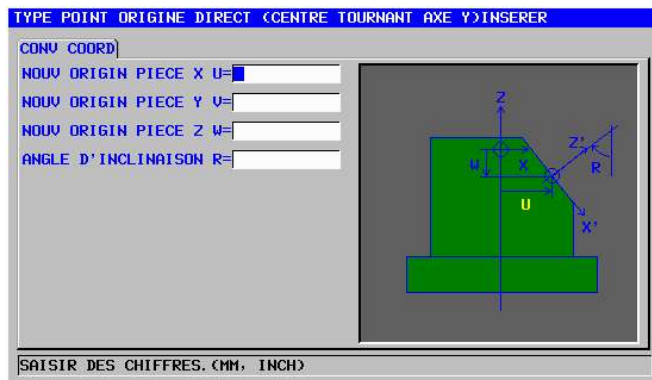 TYPE POINT ORIGINE DIRECT (CENTRE TOURNANT AXE Y)INSERER
CONV COORD
NOUV ORIGIN PIECE X U=
NOUV ORIGIN PIECE Y V=
NOUV ORIGIN PIECE Z W=
ANGLE D'INCLINAISON R=
Z
Z'
W
X
R
U
X'
SAISIR DES CHIFFRES.(MM, INCH)